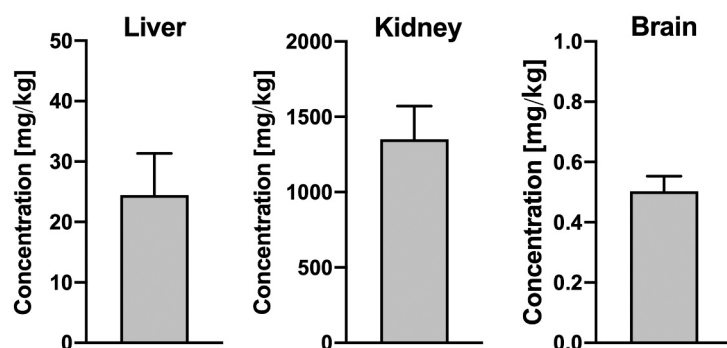 Liver
Concentration [mg/kg]
50
40
30
20
10
0
Kidney
Concentration [mg/kg]
2000
1500
1000
500
0
Brain
Concentration [mg/kg]
1.0
0.8
0.6
0.4
0.2
0.0